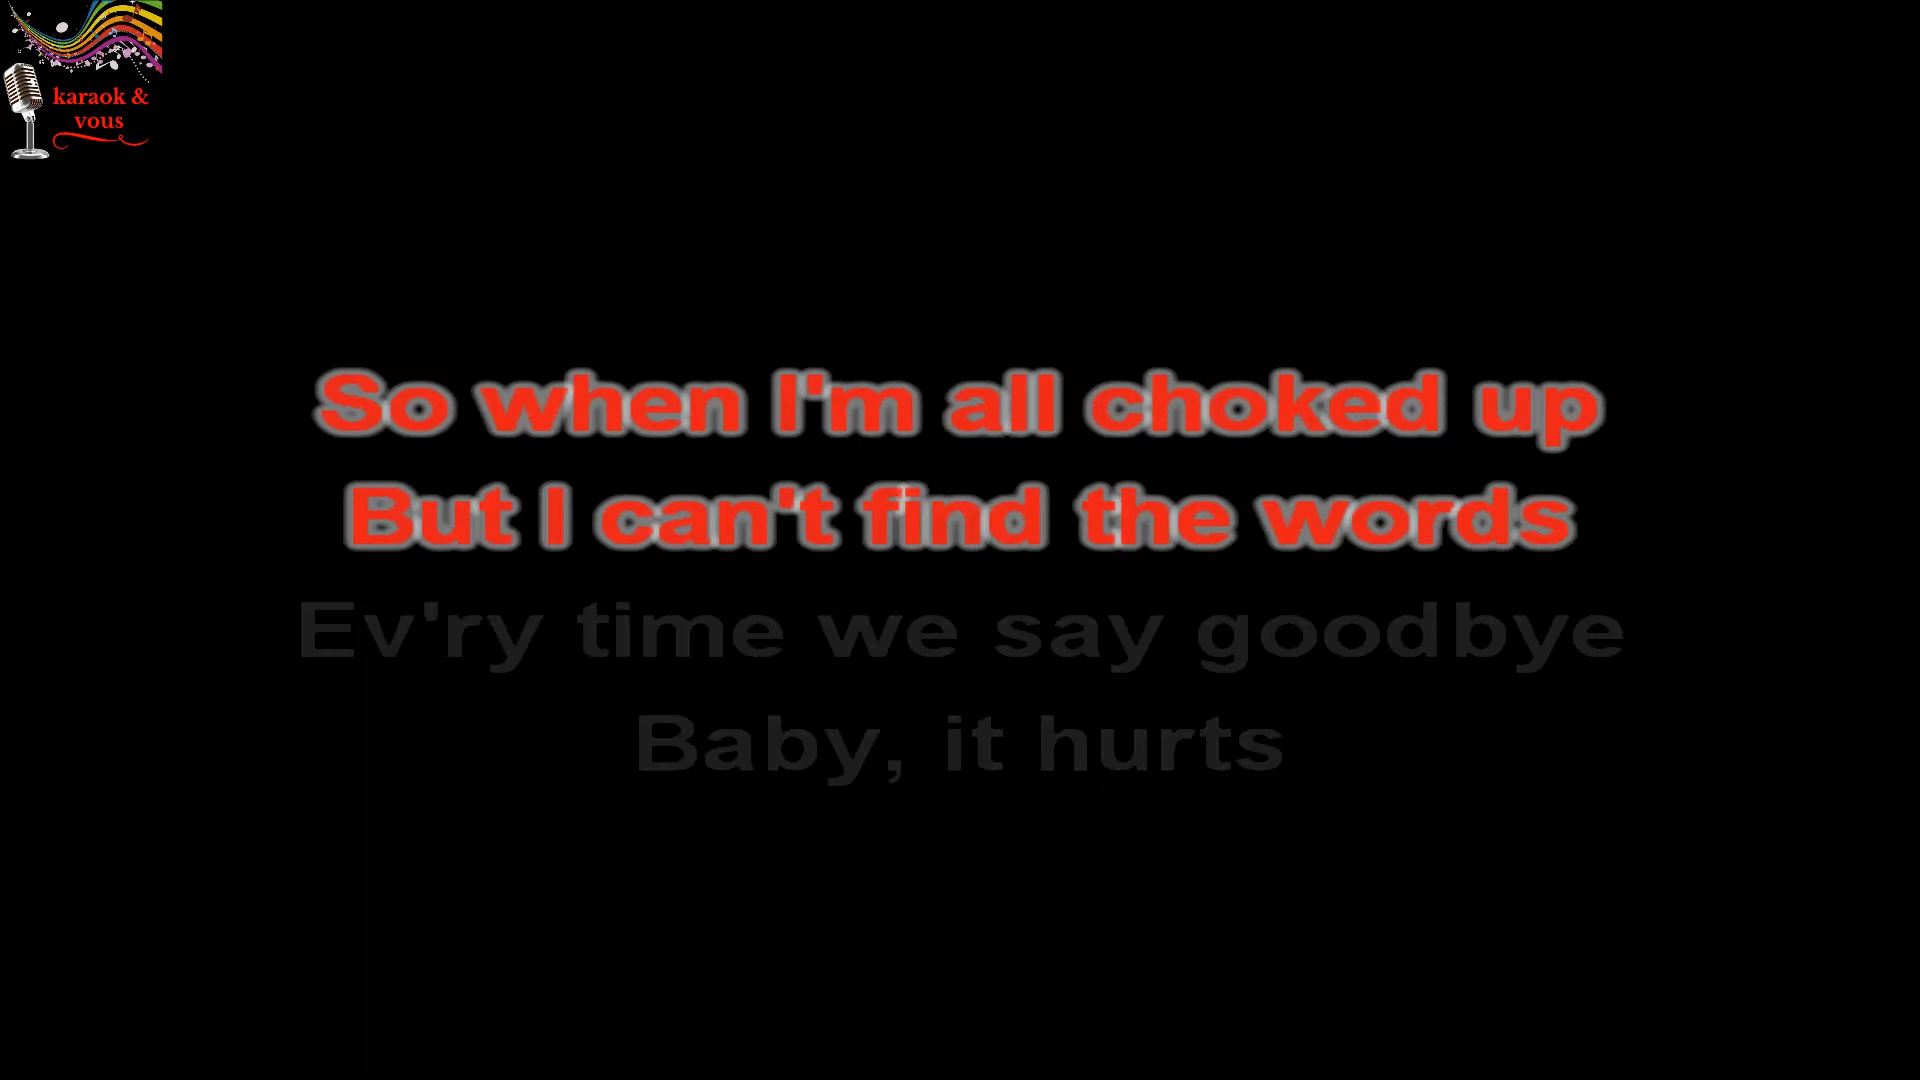 karaok &
vous
So when I'm all choked up
But I can't find the words
Ev'ry time we say goodbye
Baby, it hurts